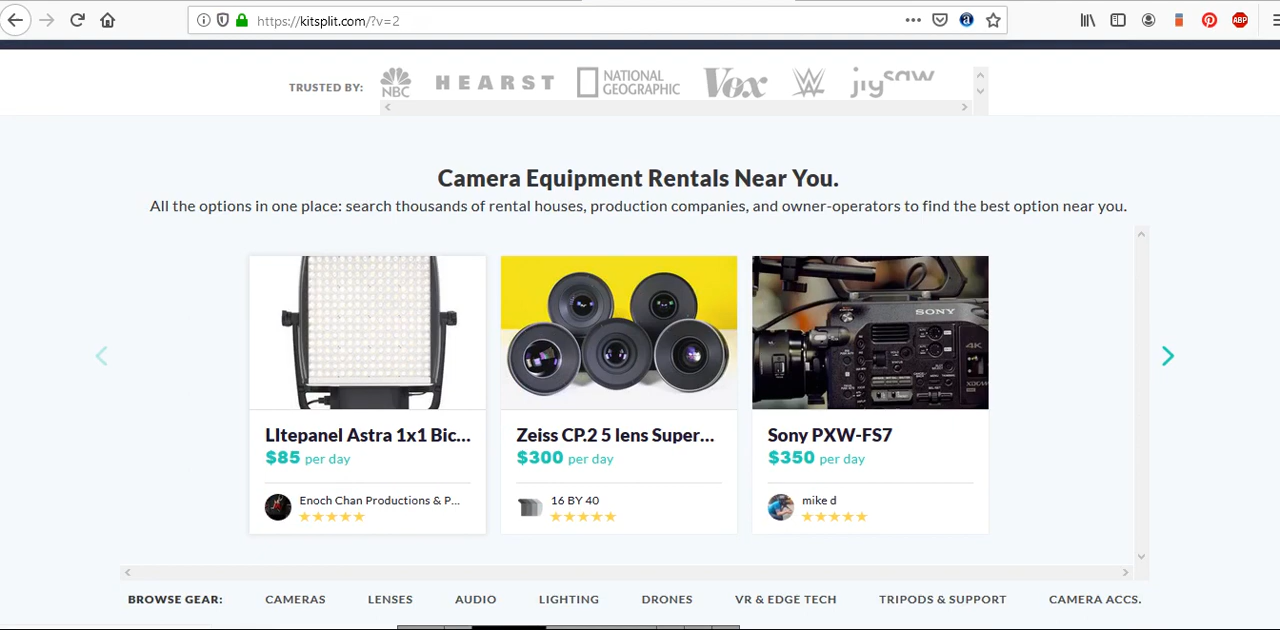 https://kitsplit.com/?v=2
ABP
TRUSTED BY:
NBC
HEARST
NATIONAL GEOGRAPHIC
Vox
W
jigsaw
Camera Equipment Rentals Near You.
All the options in one place: search thousands of rental houses, production companies, and owner-operators to find the best option near you.
SONY
4K
LItepanel Astra 1x1 Bic...
Zeiss CP.2 5 lens Super...
Sony PXW-FS7
$85 per day
$300 per day
$350 per day
Enoch Chan Productions & P...
16 BY 40
mike d
BROWSE GEAR:
CAMERAS
LENSES
AUDIO
LIGHTING
DRONES
VR & EDGE TECH
TRIPODS & SUPPORT
CAMERA ACCS.